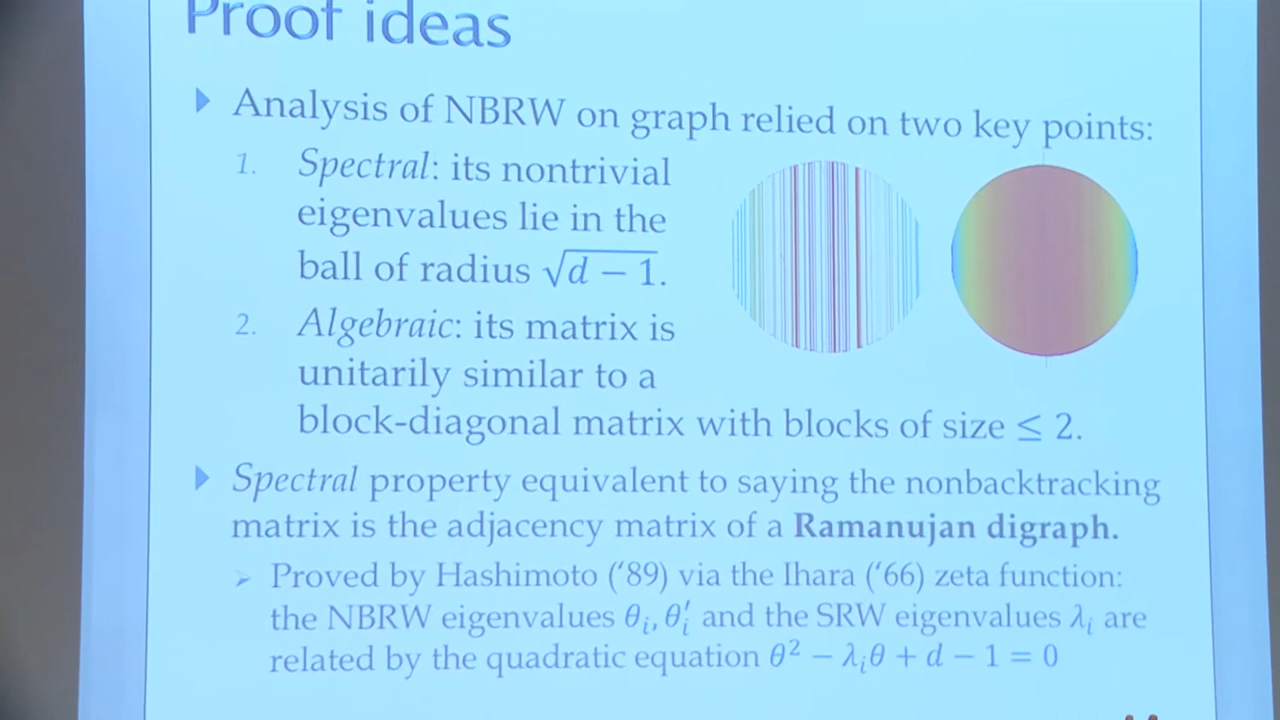 Proof ideas
Analysis of NBRW on graph relied on two key points:
1. Spectral: its nontrivial
eigenvalues lie in the
ball of radius √d − 1.
2. Algebraic: its matrix is
unitarily similar to a
block-diagonal matrix with blocks of size ≤ 2.
Spectral property equivalent to saying the nonbacktracking
matrix is the adjacency matrix of a Ramanujan digraph.
Proved by Hashimoto (‘89) via the Ihara (‘66) zeta function:
the NBRW eigenvalues θᵢ, θ′ᵢ and the SRW eigenvalues λᵢ are
related by the quadratic equation θ² − λᵢθ + d − 1 = 0